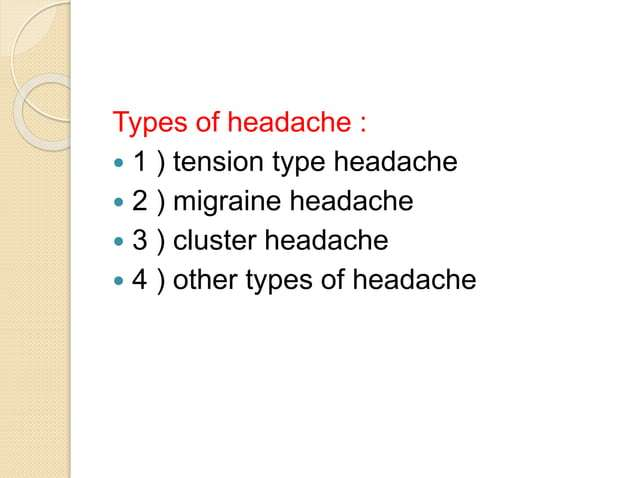 Types of headache :
• 1 ) tension type headache
• 2 ) migraine headache
• 3 ) cluster headache
• 4 ) other types of headache